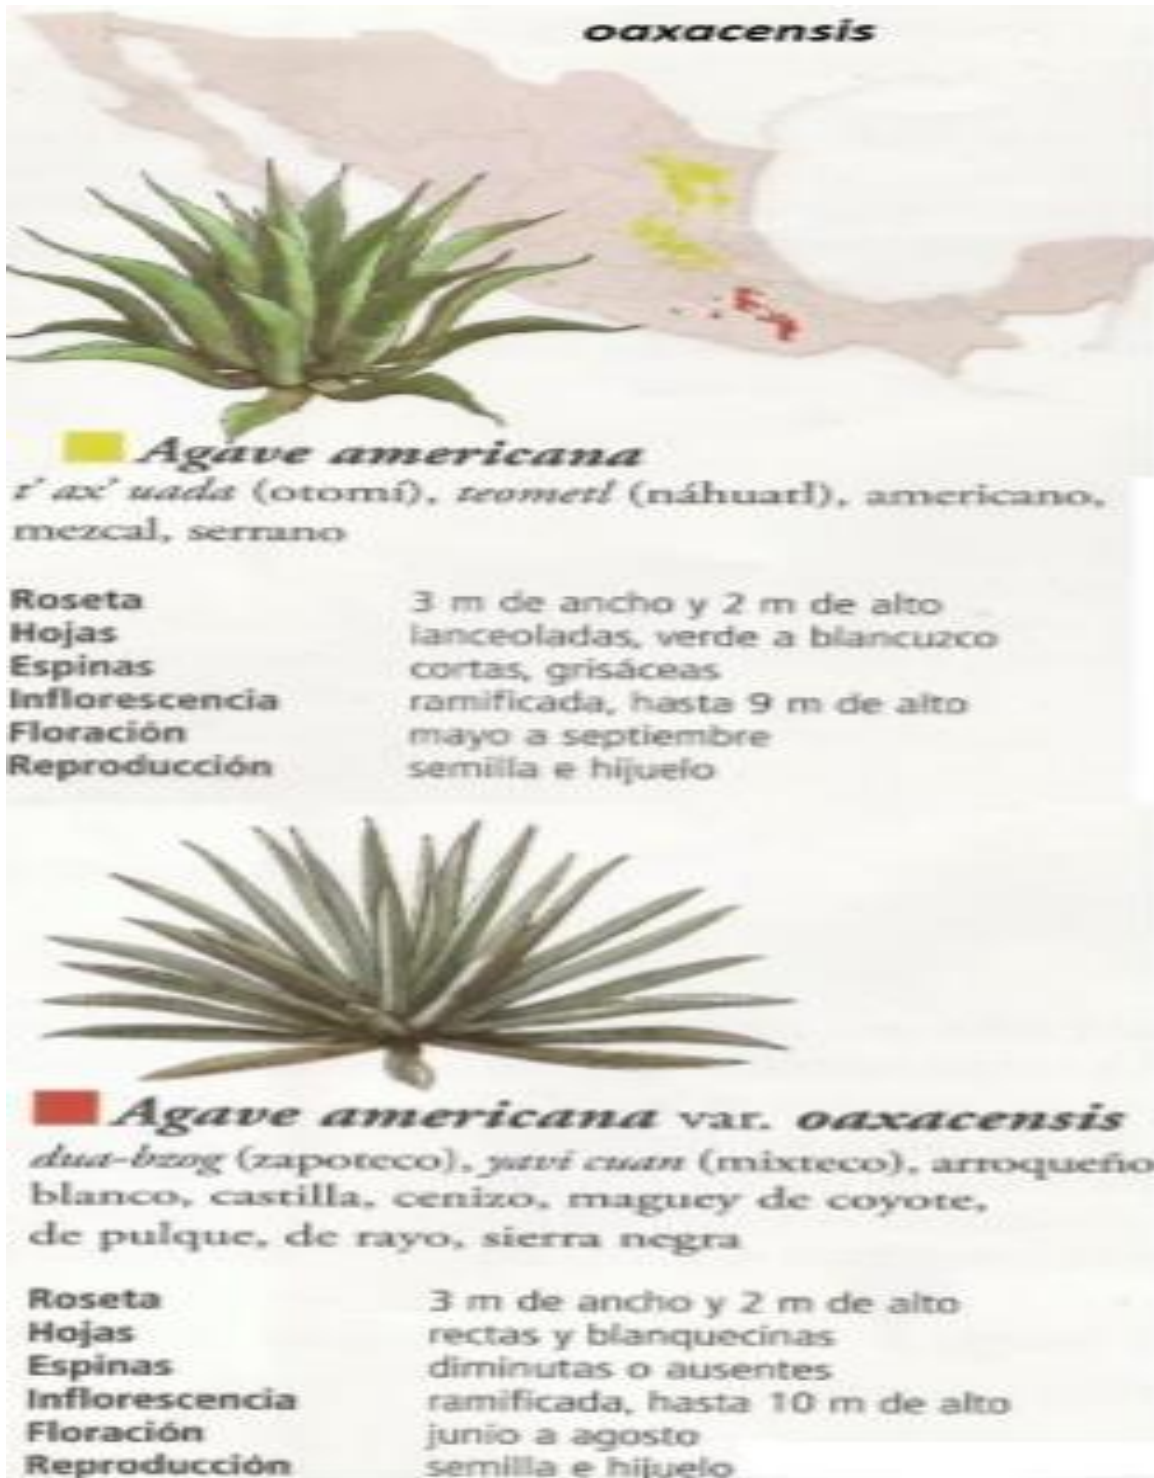 oaxacensis
Agave americana
t' ax' uada (otomí), teometl (náhuatl), americano,
mezcal, serrano
Roseta 3 m de ancho y 2 m de alto
Hojas lanceoladas, verde a blancuzco
Espinas cortas, grisáceas
Inflorescencia ramificada, hasta 9 m de alto
Floración mayo a septiembre
Reproducción semilla e hijuelo
Agave americana var. oaxacensis
dua-bzog (zapoteco), yavi cuan (mixteco), arroqueño
blanco, castilla, cenizo, maguey de coyote,
de pulque, de rayo, sierra negra
Roseta 3 m de ancho y 2 m de alto
Hojas rectas y blanquecinas
Espinas diminutas o ausentes
Inflorescencia ramificada, hasta 10 m de alto
Floración junio a agosto
Reproducción semilla e hijuelo